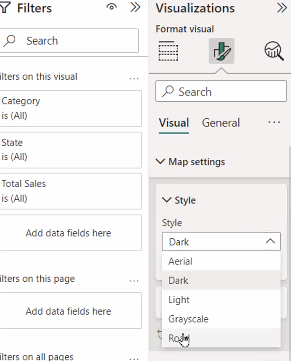 Filters
Search
ilters on this visual
...
Category
is (All)
State
is (All)
Total Sales
is (All)
Add data fields here
ilters on this page
...
Add data fields here
ilters on all pages
...
Visualizations
Format visual
Search
Visual
General
...
Map settings
Style
Style
Dark
Aerial
Dark
Light
Grayscale